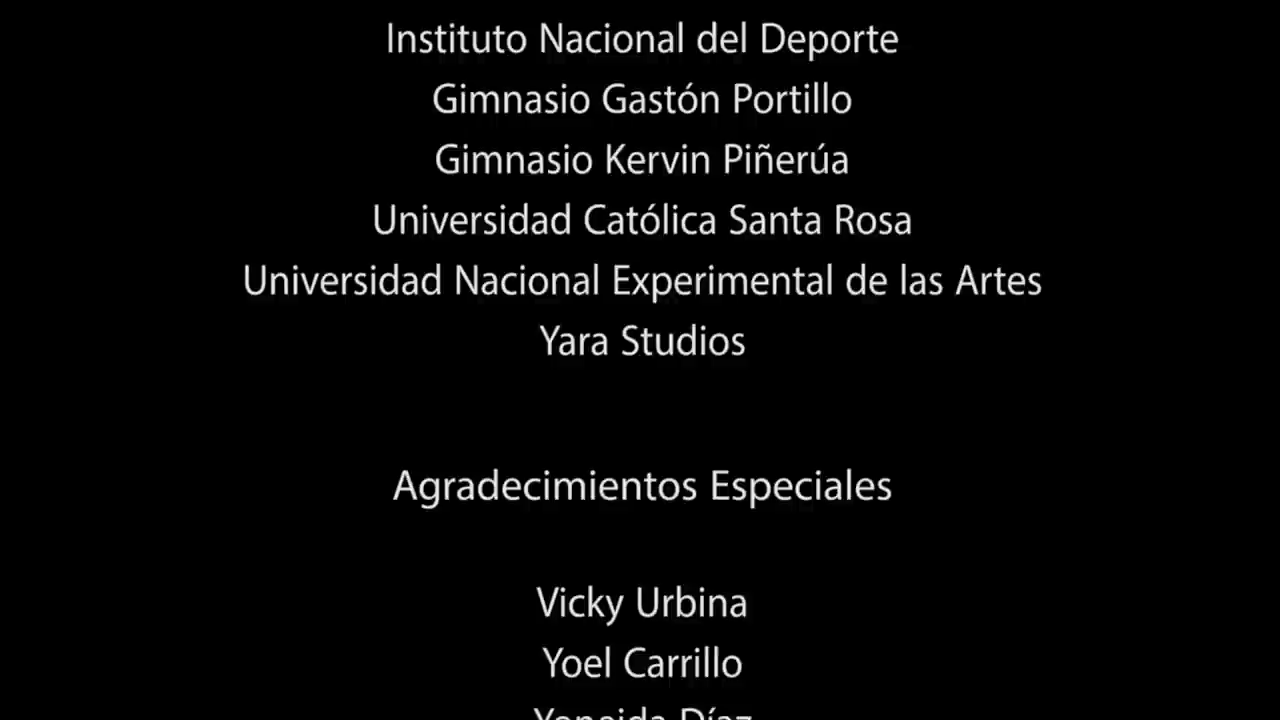 Instituto Nacional del Deporte
Gimnasio Gastón Portillo
Gimnasio Kervin Piñerúa
Universidad Católica Santa Rosa
Universidad Nacional Experimental de las Artes
Yara Studios
Agradecimientos Especiales
Vicky Urbina
Yoel Carrillo
Díaz